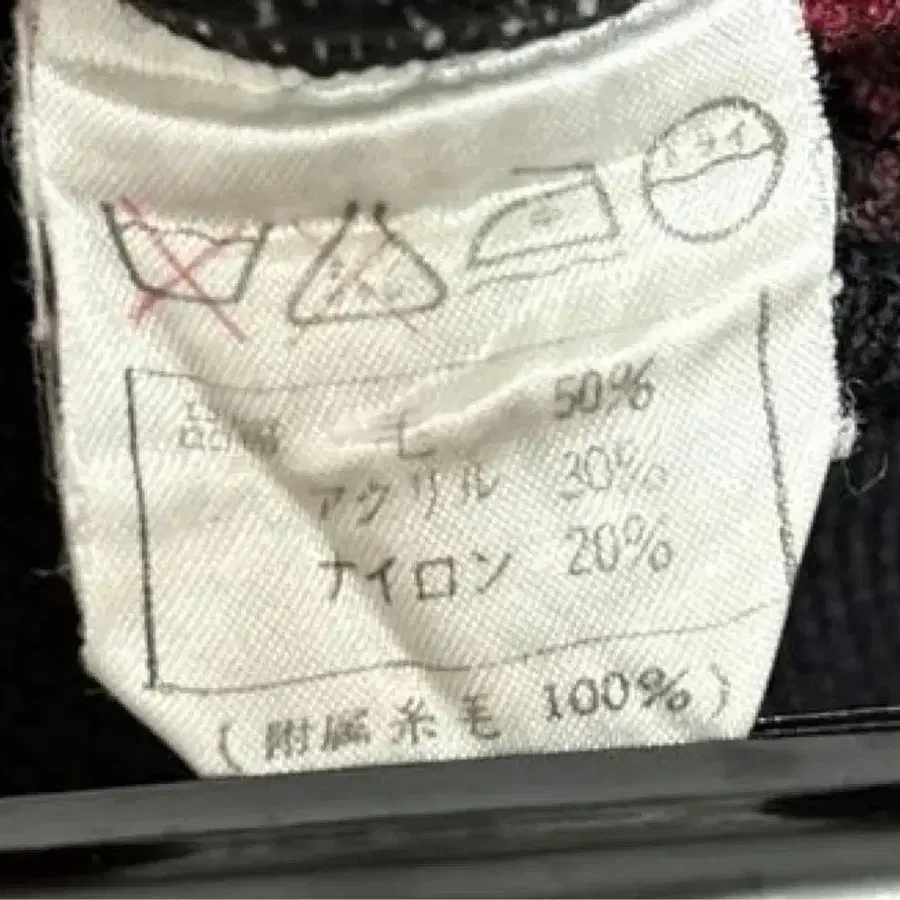 ドライ
毛 50%
アクリル 30%
ナイロン 20%
(附属糸毛 100%)